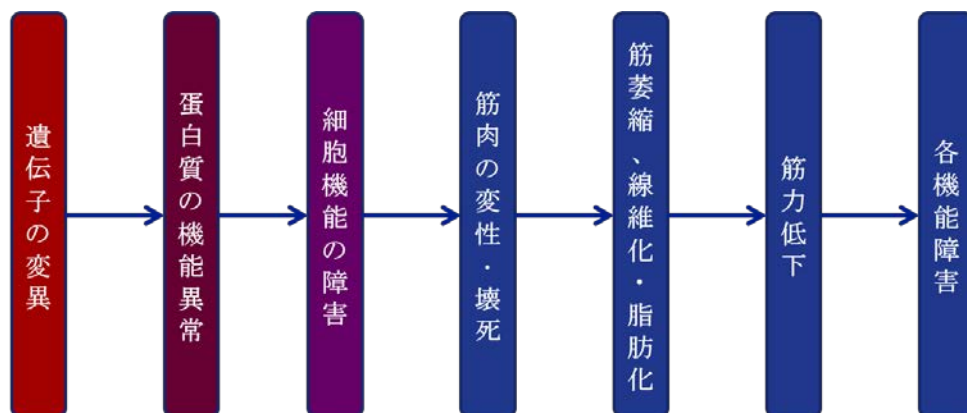 遺伝子の変異
蛋白質の機能異常
細胞機能の障害
筋肉の変性・壊死
筋萎縮、線維化・脂肪化
筋力低下
各機能障害